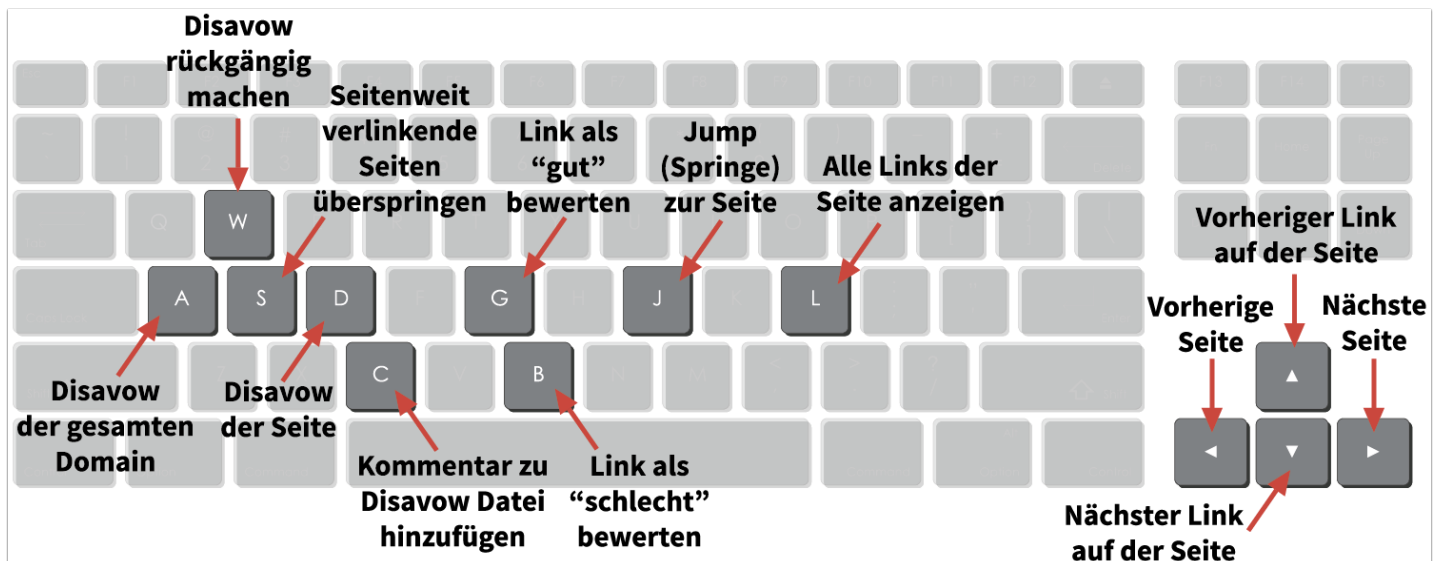 Disavow
rückgängig
machen
Seitenweit
verlinkende
Seiten
überspringen
Link als
“gut”
bewerten
Jump
(Springe)
zur Seite
Alle Links der
Seite anzeigen
Vorheriger Link
auf der Seite
Vorherige
Seite
Nächste
Seite
Q
W
A
S
D
G
H
J
K
L
C
V
B
N
M
▲
◄
▼
►
Disavow
der gesamten
Domain
Disavow
der Seite
Kommentar zu
Disavow Datei
hinzufügen
Link als
“schlecht”
bewerten
Nächster Link
auf der Seite